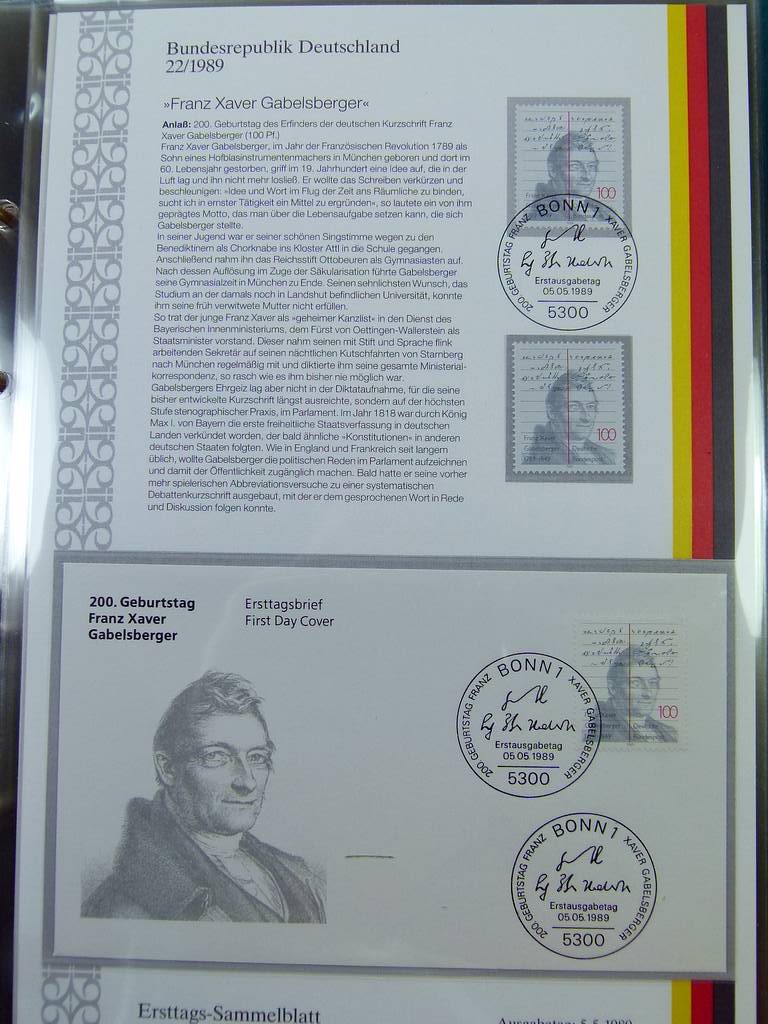 Bundesrepublik Deutschland
22/1989
»Franz Xaver Gabelsberger«
Anlaß: 200. Geburtstag des Erfinders der deutschen Kurzschrift Franz
Xaver Gabelsberger (100 Pf.)
Franz Xaver Gabelsberger, im Jahr der Französischen Revolution 1789 als
Sohn eines Hofblasinstrumentenmachers in München geboren und dort im
60. Lebensjahr gestorben, griff im 19. Jahrhundert eine Idee auf, die in der
Luft lag und ihn nicht mehr losließ. Er wollte das Schreiben verkürzen und
beschleunigen: »Idee und Wort im Flug der Zeit ans Räumliche zu binden,
sucht ich in ernster Tätigkeit ein Mittel zu ergründen«, so lautete ein von ihm
geprägtes Motto, das man über die Lebensaufgabe setzen kann, die sich
Gabelsberger stellte.
In seiner Jugend war er seiner schönen Singstimme wegen zu den
Benediktinern als Chorknabe ins Kloster Attl in die Schule gegangen.
Anschließend nahm ihn das Reichsstift Ottobeuren als Gymnasiasten auf.
Nach dessen Auflösung im Zuge der Säkularisation führte Gabelsberger
seine Gymnasialzeit in München zu Ende. Seinen sehnlichsten Wunsch, das
Studium an der damals noch in Landshut befindlichen Universität, konnte
ihm seine früh verwitwete Mutter nicht erfüllen.
So trat der junge Franz Xaver als »geheimer Kanzlist« in den Dienst des
Bayerischen Innenministeriums, dem Fürst von Oettingen-Wallerstein als
Staatsminister vorstand. Dieser nahm seinen mit Stift und Sprache flink
arbeitenden Sekretär auf seinen nächtlichen Kutschfahrten von Starnberg
nach München regelmäßig mit und diktierte ihm seine gesamte Ministerial-
korrespondenz, so rasch wie es ihm bisher nie möglich war.
Gabelsbergers Ehrgeiz lag aber nicht in der Diktataufnahme, für die seine
bisher entwickelte Kurzschrift längst ausreichte, sondern auf der höchsten
Stufe stenographischer Praxis, im Parlament. Im Jahr 1818 war durch König
Max I. von Bayern die erste freiheitliche Staatsverfassung in deutschen
Landen verkündet worden, der bald ähnliche »Konstitutionen« in anderen
deutschen Staaten folgten. Wie in England und Frankreich seit langem
üblich, wollte Gabelsberger die politischen Reden im Parlament aufzeichnen
und damit der Öffentlichkeit zugänglich machen. Bald hatte er seine vorher
mehr spielerischen Abbreviationsversuche zu einer systematischen
Debattenkurzschrift ausgebaut, mit der er dem gesprochenen Wort in Rede
und Diskussion folgen konnte.
100
BONN 1
200 GEBURTSTAG FRANZ XAVER GABELSBERGER
Erstausgabetag
05.05.1989
5300
100
Franz Xaver
Gabelsberger Deutsche
1789-1849 Bundespost
200. Geburtstag
Franz Xaver
Gabelsberger
Ersttagsbrief
First Day Cover
100
Deutsche
Bundespost
BONN 1
200 GEBURTSTAG FRANZ XAVER GABELSBERGER
Erstausgabetag
05.05.1989
5300
BONN 1
200 GEBURTSTAG FRANZ XAVER GABELSBERGER
Erstausgabetag
05.05.1989
5300
Ersttags-Sammelblatt
Ausgabetag: 5.5.1989